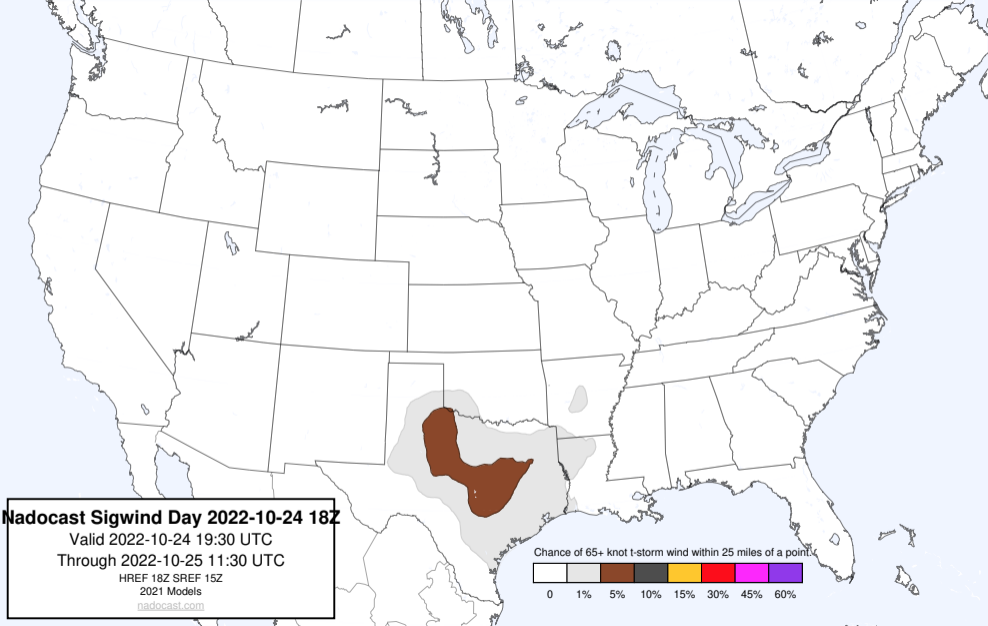 Nadocast Sigwind Day 2022-10-24 18Z
Valid 2022-10-24 19:30 UTC
Through 2022-10-25 11:30 UTC
HREF 18Z SREF 15Z
2021 Models
nadocast.com
Chance of 65+ knot t-storm wind within 25 miles of a point.
0 1% 5% 10% 15% 30% 45% 60%